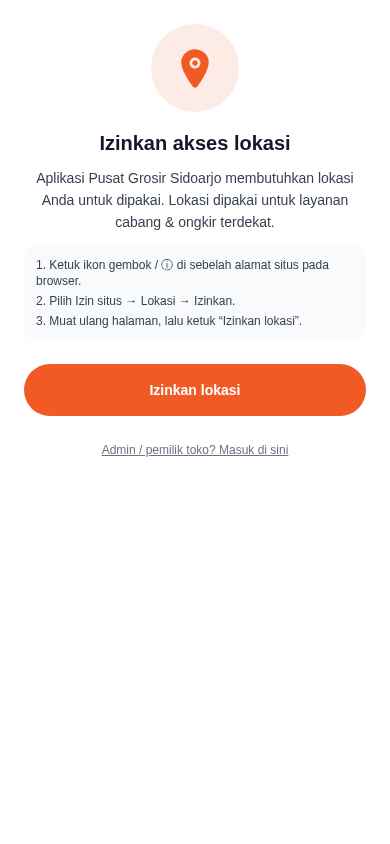 Izinkan akses lokasi
Aplikasi Pusat Grosir Sidoarjo membutuhkan lokasi
Anda untuk dipakai. Lokasi dipakai untuk layanan
cabang & ongkir terdekat.
1. Ketuk ikon gembok / ⓘ di sebelah alamat situs pada
browser.
2. Pilih Izin situs → Lokasi → Izinkan.
3. Muat ulang halaman, lalu ketuk “Izinkan lokasi”.
Izinkan lokasi
Admin / pemilik toko? Masuk di sini